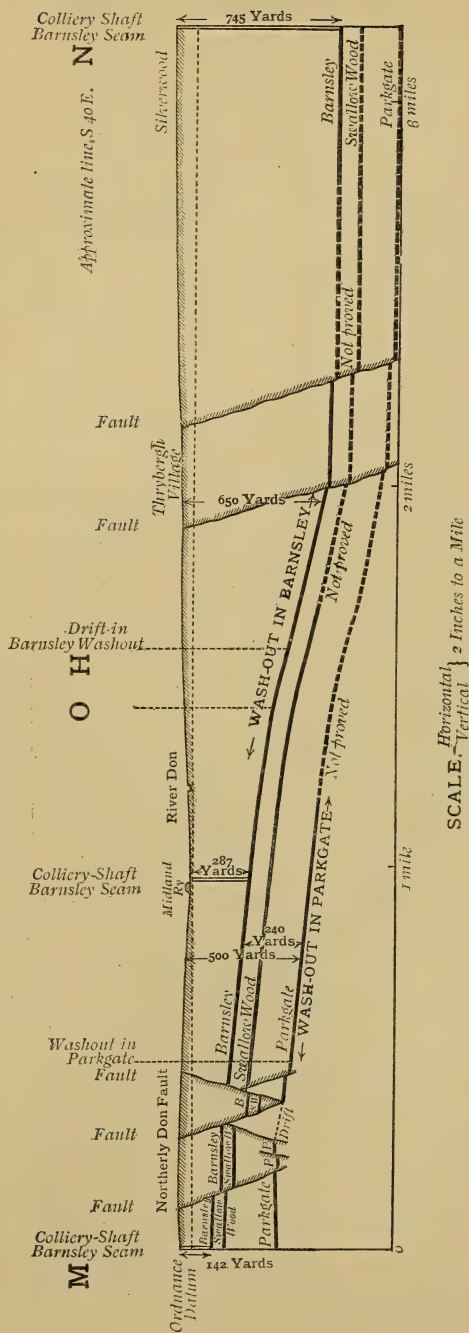 Colliery Shaft
Barnsley Seam
N
Approximate line, S 40 E.
745 Yards
Silverwood
Barnsley
Swallow Wood
Parkgate
6 miles
Not proved
Fault
Thrybergh
Village
650 Yards
2 miles
Fault
WASH-OUT IN BARNSLEY
Not proved
Drift in
Barnsley Washout
O H
Not proved
River Don
SCALE. Horizontal
Vertical } 2 Inches to a Mile
1 mile
287
Yards
Colliery-Shaft
Barnsley Seam
Midland
Ry
240
Yards
500 Yards
WASH-OUT IN PARKGATE
Washout in
Parkgate
Barnsley
Swallow Wood
Parkgate
Fault
Northerly Don Fault
B
S.W.
Drift
Fault
Barnsley
Swallow W
P
P
Fault
Barnsley
Swallow
Wood
Parkgate
Colliery-Shaft
Barnsley Seam
M
142 Yards
Ordnance
Datum
0